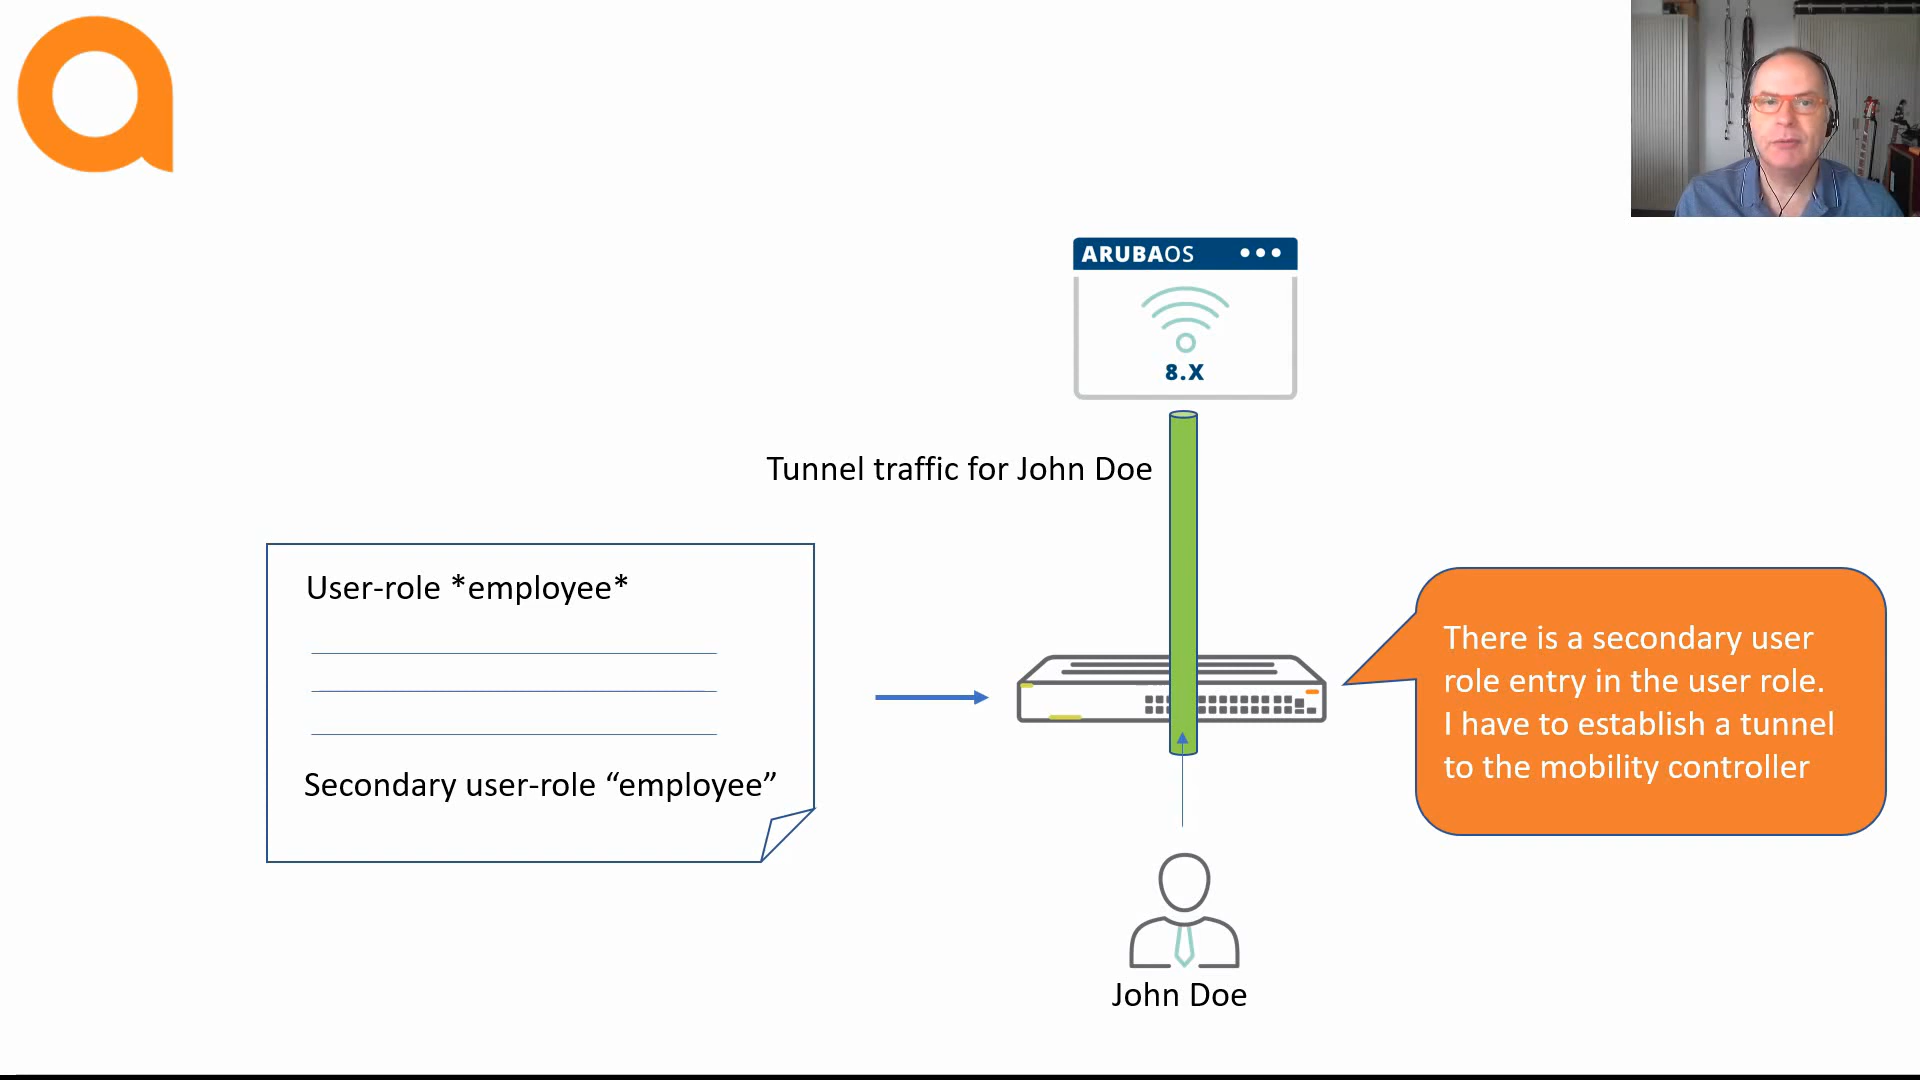 ARUBAOS
8.X
Tunnel traffic for John Doe
User-role *employee*
Secondary user-role “employee”
There is a secondary user
role entry in the user role.
I have to establish a tunnel
to the mobility controller
John Doe